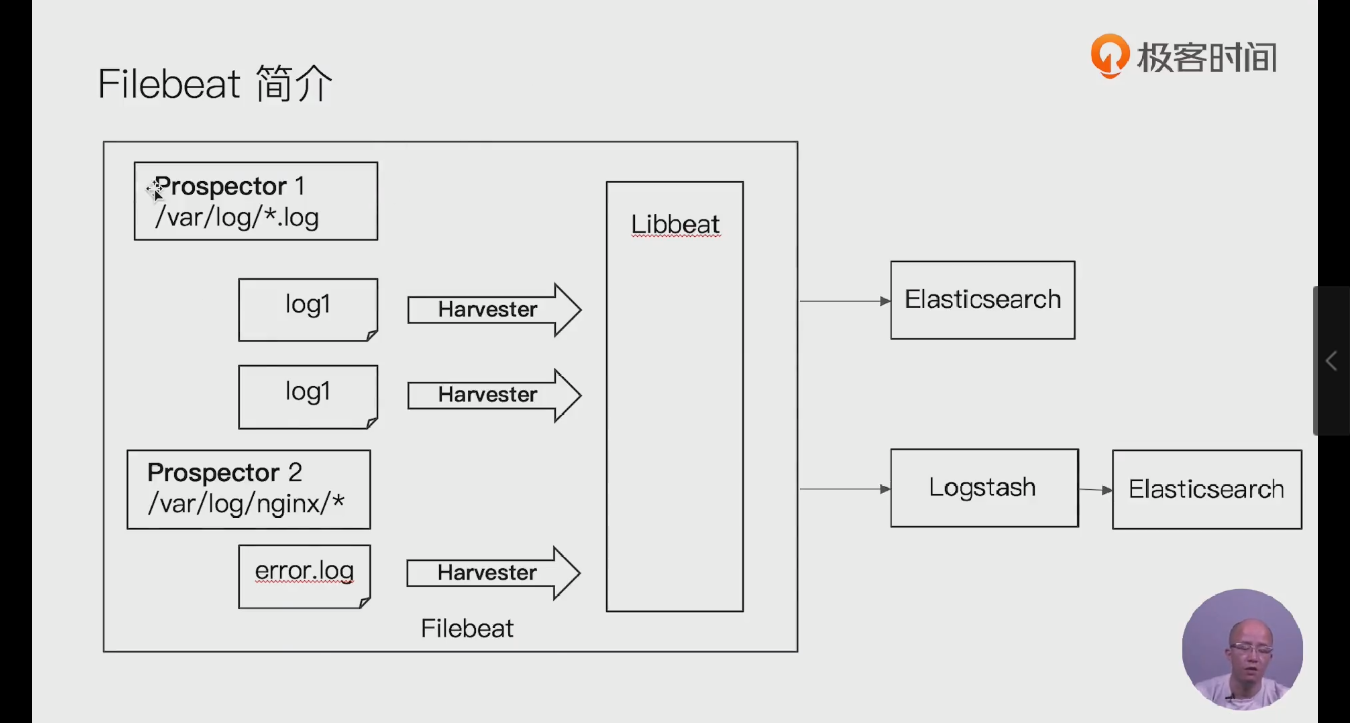 极客时间
Filebeat 简介
Prospector 1
/var/log/*.log
Libbeat
log1
Harvester
Elasticsearch
log1
Harvester
Prospector 2
/var/log/nginx/*
Logstash
Elasticsearch
error.log
Harvester
Filebeat